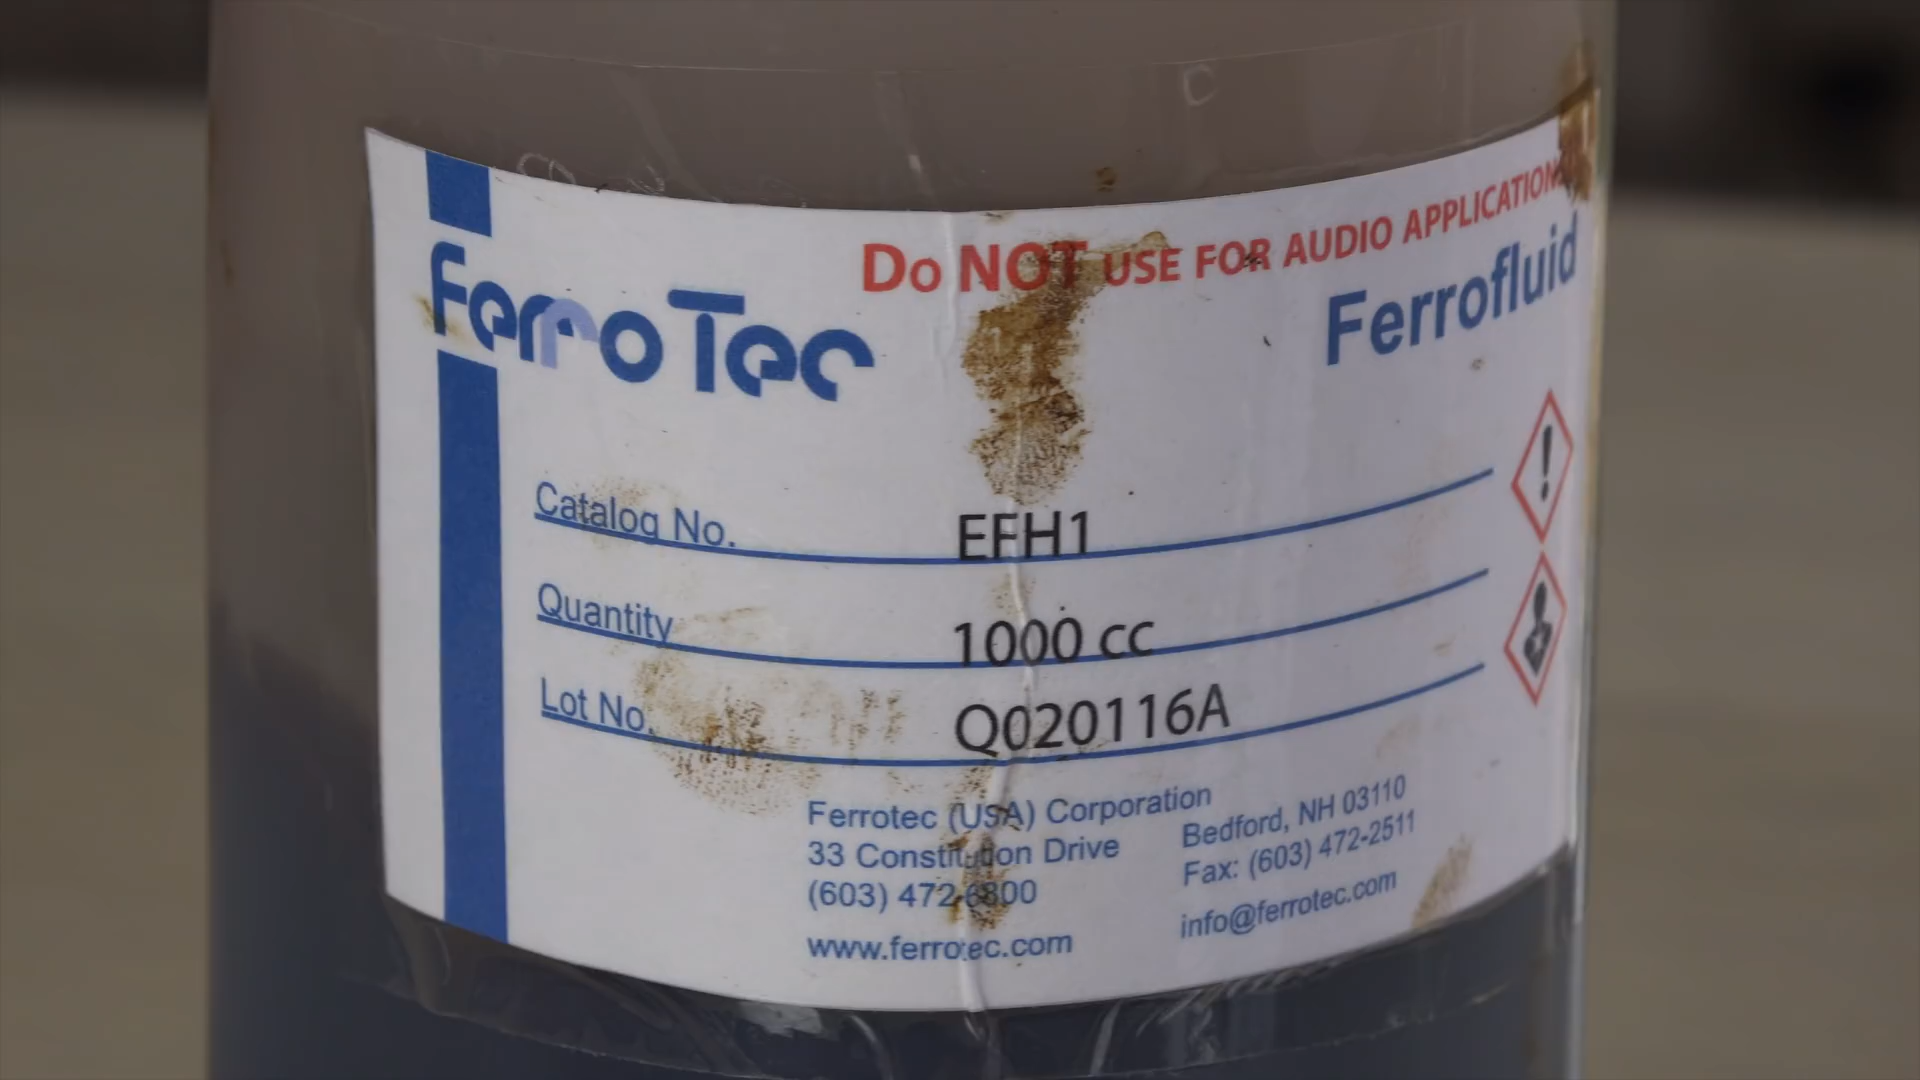 Do NOT USE FOR AUDIO APPLICATION
FerroTec
Ferrofluid
Catalog No. EFH1
Quantity 1000 cc
Lot No. Q020116A
Ferrotec (USA) Corporation
33 Constitution Drive
(603) 472-6800
www.ferrotec.com
Bedford, NH 03110
Fax: (603) 472-2511
info@ferrotec.com